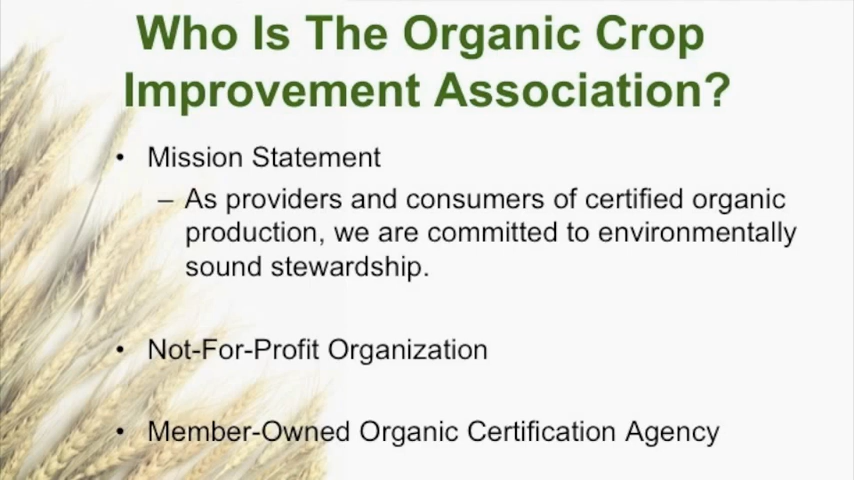 Who Is The Organic Crop
Improvement Association?
• Mission Statement
– As providers and consumers of certified organic
production, we are committed to environmentally
sound stewardship.
• Not-For-Profit Organization
• Member-Owned Organic Certification Agency